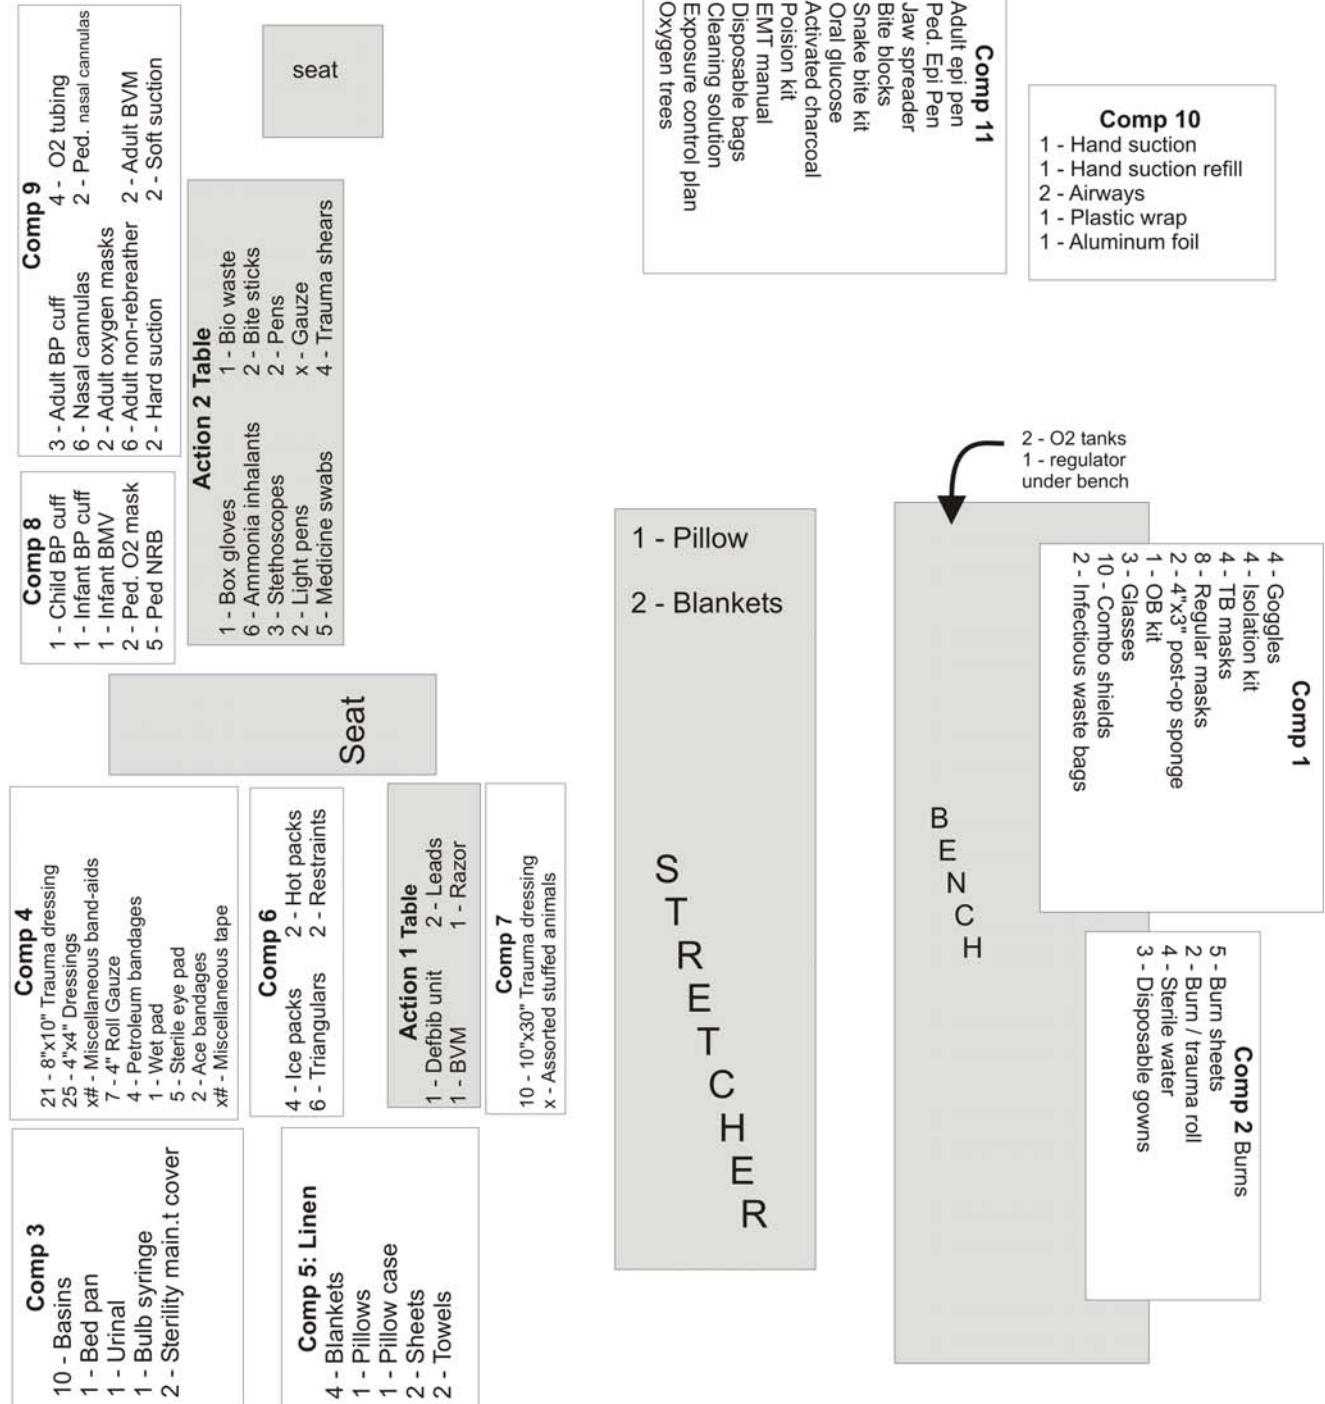 seat
Comp 9
3 - Adult BP cuff
6 - Nasal cannulas
2 - Adult oxygen masks
6 - Adult non-rebreather
2 - Hard suction
4 - O2 tubing
2 - Ped. nasal cannulas
2 - Adult BVM
2 - Soft suction
Comp 8
1 - Child BP cuff
1 - Infant BP cuff
1 - Infant BMV
2 - Ped. O2 mask
5 - Ped NRB
Action 2 Table
1 - Box gloves
6 - Ammonia inhalants
3 - Stethoscopes
2 - Light pens
5 - Medicine swabs
1 - Bio waste
2 - Bite sticks
2 - Pens
x - Gauze
4 - Trauma shears
Seat
Comp 4
21 - 8"x10" Trauma dressing
25 - 4"x4" Dressings
x# - Miscellaneous band-aids
7 - 4" Roll Gauze
4 - Petroleum bandages
1 - Wet pad
5 - Sterile eye pad
2 - Ace bandages
x# - Miscellaneous tape
Comp 6
4 - Ice packs
6 - Triangulars
2 - Hot packs
2 - Restraints
Action 1 Table
1 - Defbib unit
1 - BVM
2 - Leads
1 - Razor
Comp 7
10 - 10"x30" Trauma dressing
x - Assorted stuffed animals
Comp 3
10 - Basins
1 - Bed pan
1 - Urinal
1 - Bulb syringe
2 - Sterility main.t cover
Comp 5: Linen
4 - Blankets
1 - Pillows
1 - Pillow case
2 - Sheets
2 - Towels
Comp 11
Adult epi pen
Ped. Epi Pen
Jaw spreader
Bite blocks
Snake bite kit
Oral glucose
Activated charcoal
Poision kit
EMT manual
Disposable bags
Cleaning solution
Exposure control plan
Oxygen trees
Comp 10
1 - Hand suction
1 - Hand suction refill
2 - Airways
1 - Plastic wrap
1 - Aluminum foil
1 - Pillow
2 - Blankets
STRETCHER
2 - O2 tanks
1 - regulator
under bench
BENCH
Comp 1
4 - Goggles
4 - Isolation kit
4 - TB masks
8 - Regular masks
2 - 4"x3" post-op sponge
1 - OB kit
3 - Glasses
10 - Combo shields
2 - Infectious waste bags
Comp 2 Burns
5 - Burn sheets
2 - Burn / trauma roll
4 - Sterile water
3 - Disposable gowns